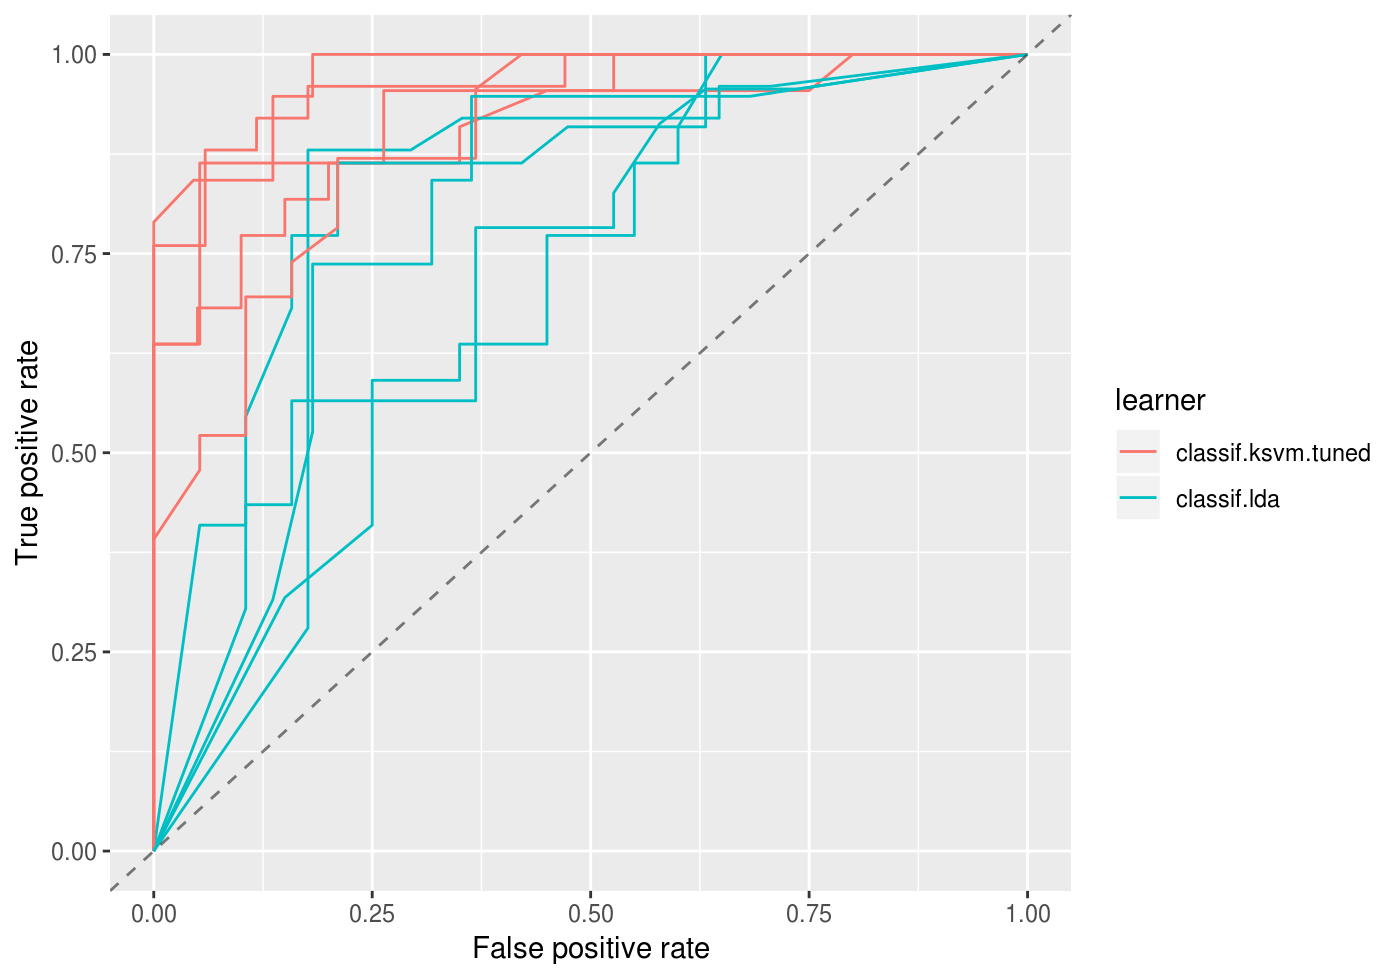 1.00
0.75
0.50
0.25
0.00
True positive rate
0.00 0.25 0.50 0.75 1.00
False positive rate
learner
classif.ksvm.tuned
classif.lda